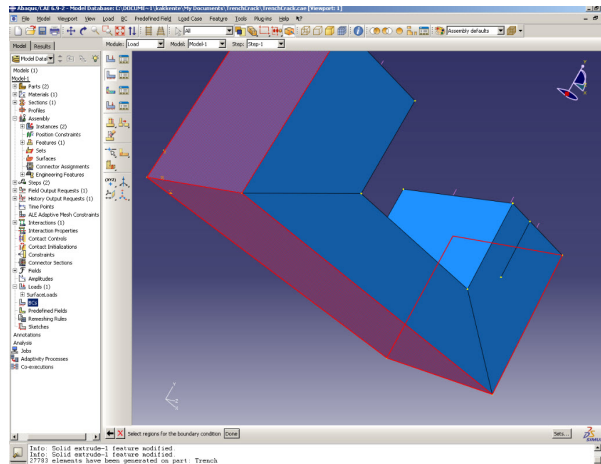 Abaqus/CAE 6.9-2 - Model Database: C:\DOCUME~1\kakkonte\My Documents\TrenchCrack\TrenchCrack.cae [Viewport: 1]
File Model Viewport View Load BC Predefined Field Load Case Feature Tools Plug-ins Help
All
Assembly defaults
Model Results
Module: Load Model: Model-1 Step: Step-1
Model Data
Models (1)
Model-1
Parts (2)
Materials (1)
Sections (1)
Profiles
Assembly
Instances (2)
Position Constraints
Features (1)
Sets
Surfaces
Connector Assignments
Engineering Features
Steps (2)
Field Output Requests (1)
History Output Requests (1)
Time Points
ALE Adaptive Mesh Constraints
Interactions (1)
Interaction Properties
Contact Controls
Contact Initializations
Constraints
Connector Sections
Fields
Amplitudes
Loads (1)
SurfaceLoads
BCs
Predefined Fields
Remeshing Rules
Sketches
Annotations
Analysis
Jobs
Adaptivity Processes
Co-executions
Select regions for the boundary condition Done Sets...
Info: Solid extrude-1 feature modified.
Info: Solid extrude-1 feature modified.
27783 elements have been generated on part: Trench